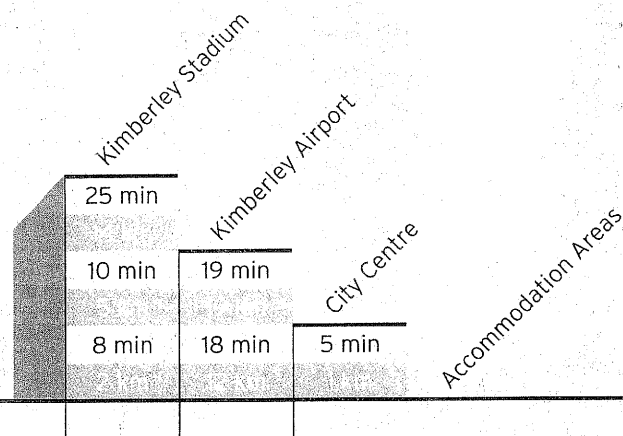 Kimberley Stadium
25 min
Kimberley Airport
10 min 19 min
City Centre
8 min 18 min 5 min
Accommodation Areas